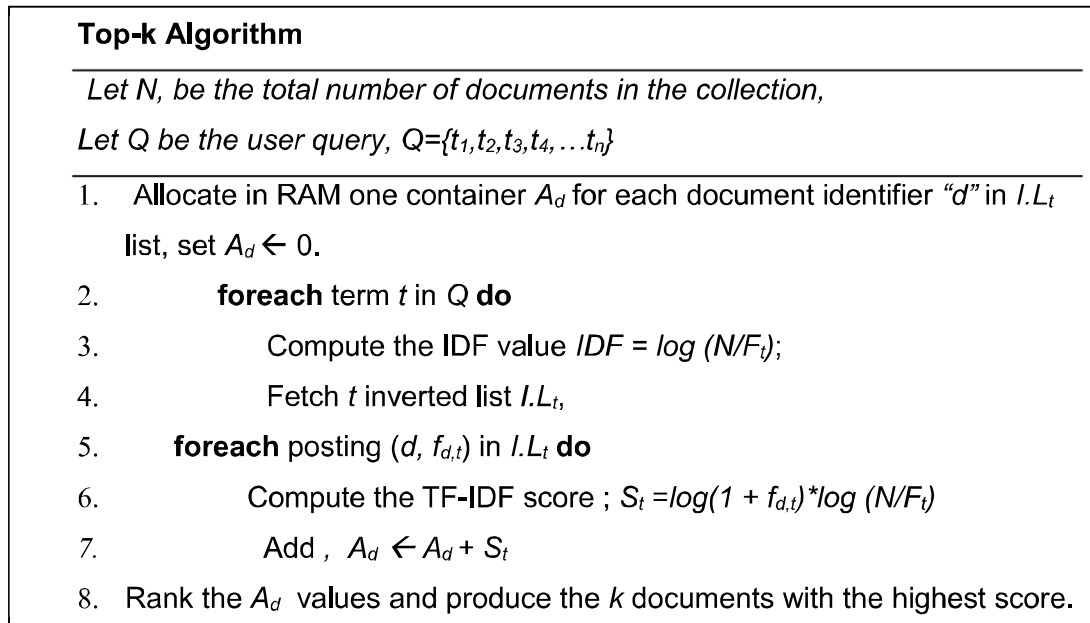 Top-k Algorithm
Let N, be the total number of documents in the collection,
Let Q be the user query, Q={t1,t2,t3,t4,...tn}
1. Allocate in RAM one container Ad for each document identifier “d” in I.Lt
list, set Ad ← 0.
2. foreach term t in Q do
3. Compute the IDF value IDF = log (N/Ft);
4. Fetch t inverted list I.Lt,
5. foreach posting (d, fd,t) in I.Lt do
6. Compute the TF-IDF score ; St =log(1 + fd,t)*log (N/Ft)
7. Add , Ad ← Ad + St
8. Rank the Ad values and produce the k documents with the highest score.